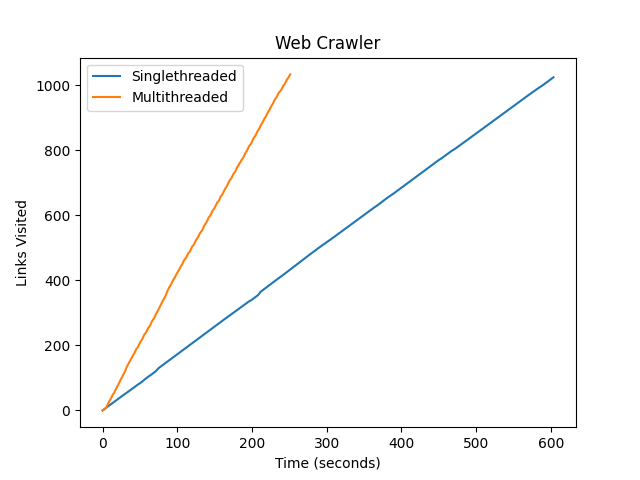 Web Crawler
Singlethreaded
Multithreaded
Links Visited
1000
800
600
400
200
0
0 100 200 300 400 500 600
Time (seconds)